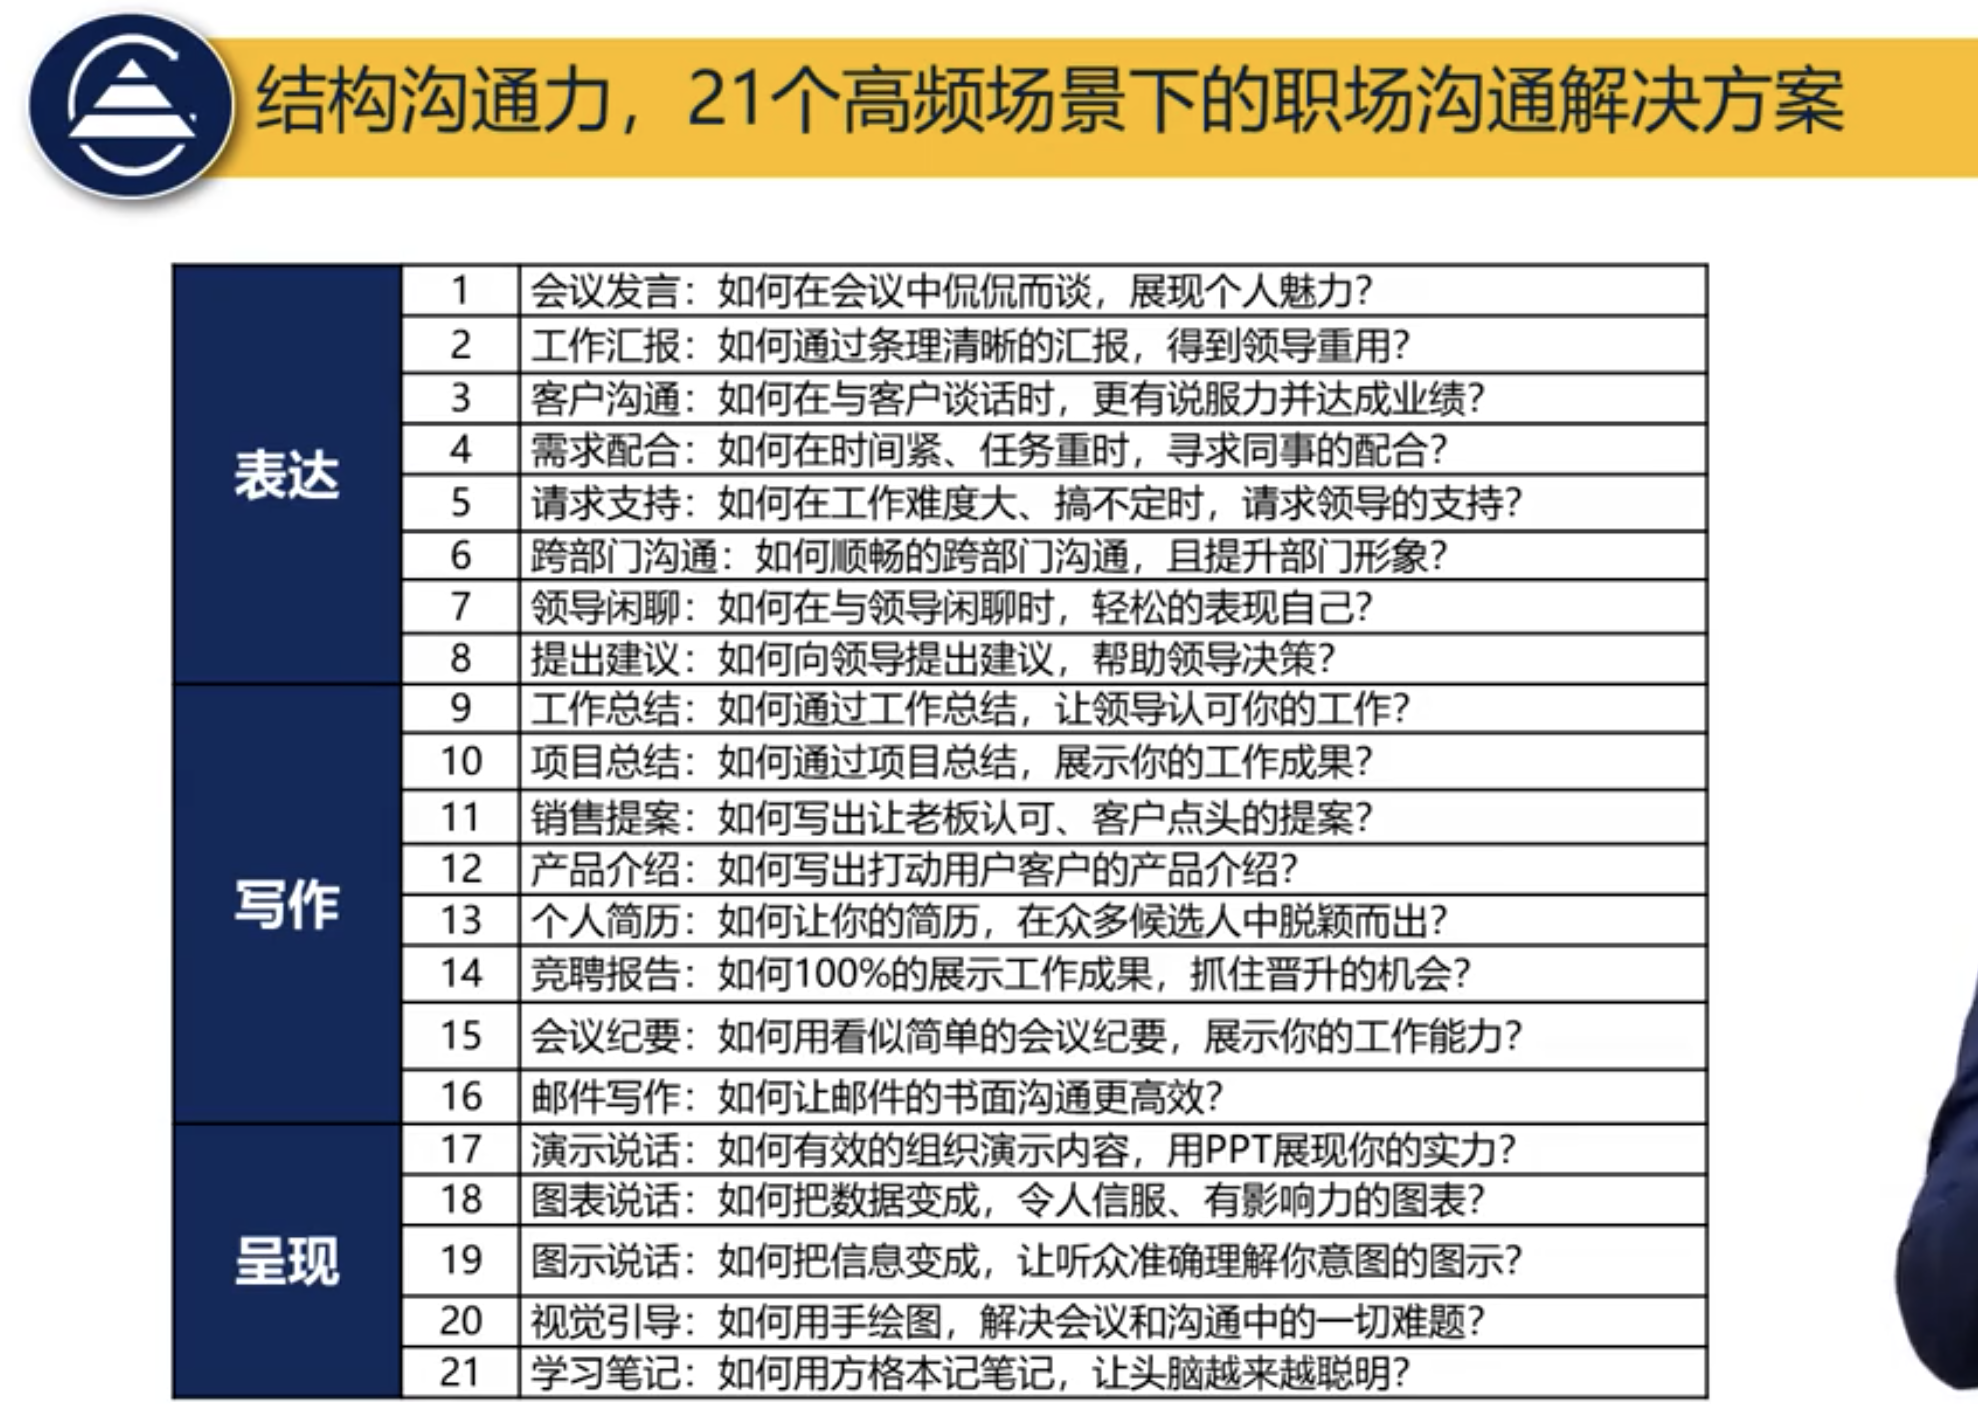 结构沟通力，21个高频场景下的职场沟通解决方案
表达
1 会议发言：如何在会议中侃侃而谈，展现个人魅力？
2 工作汇报：如何通过条理清晰的汇报，得到领导重用？
3 客户沟通：如何在与客户谈话时，更有说服力并达成业绩？
4 需求配合：如何在时间紧、任务重时，寻求同事的配合？
5 请求支持：如何在工作难度大、搞不定时，请求领导的支持？
6 跨部门沟通：如何顺畅的跨部门沟通，且提升部门形象？
7 领导闲聊：如何在与领导闲聊时，轻松的表现自己？
8 提出建议：如何向领导提出建议，帮助领导决策？
写作
9 工作总结：如何通过工作总结，让领导认可你的工作？
10 项目总结：如何通过项目总结，展示你的工作成果？
11 销售提案：如何写出让老板认可、客户点头的提案？
12 产品介绍：如何写出打动用户客户的产品介绍？
13 个人简历：如何让你的简历，在众多候选人中脱颖而出？
14 竞聘报告：如何100%的展示工作成果，抓住晋升的机会？
15 会议纪要：如何用看似简单的会议纪要，展示你的工作能力？
16 邮件写作：如何让邮件的书面沟通更高效？
呈现
17 演示说话：如何有效的组织演示内容，用PPT展现你的实力？
18 图表说话：如何把数据变成，令人信服、有影响力的图表？
19 图示说话：如何把信息变成，让听众准确理解你意图的图示？
20 视觉引导：如何用手绘图，解决会议和沟通中的一切难题？
21 学习笔记：如何用方格本记笔记，让头脑越来越聪明？